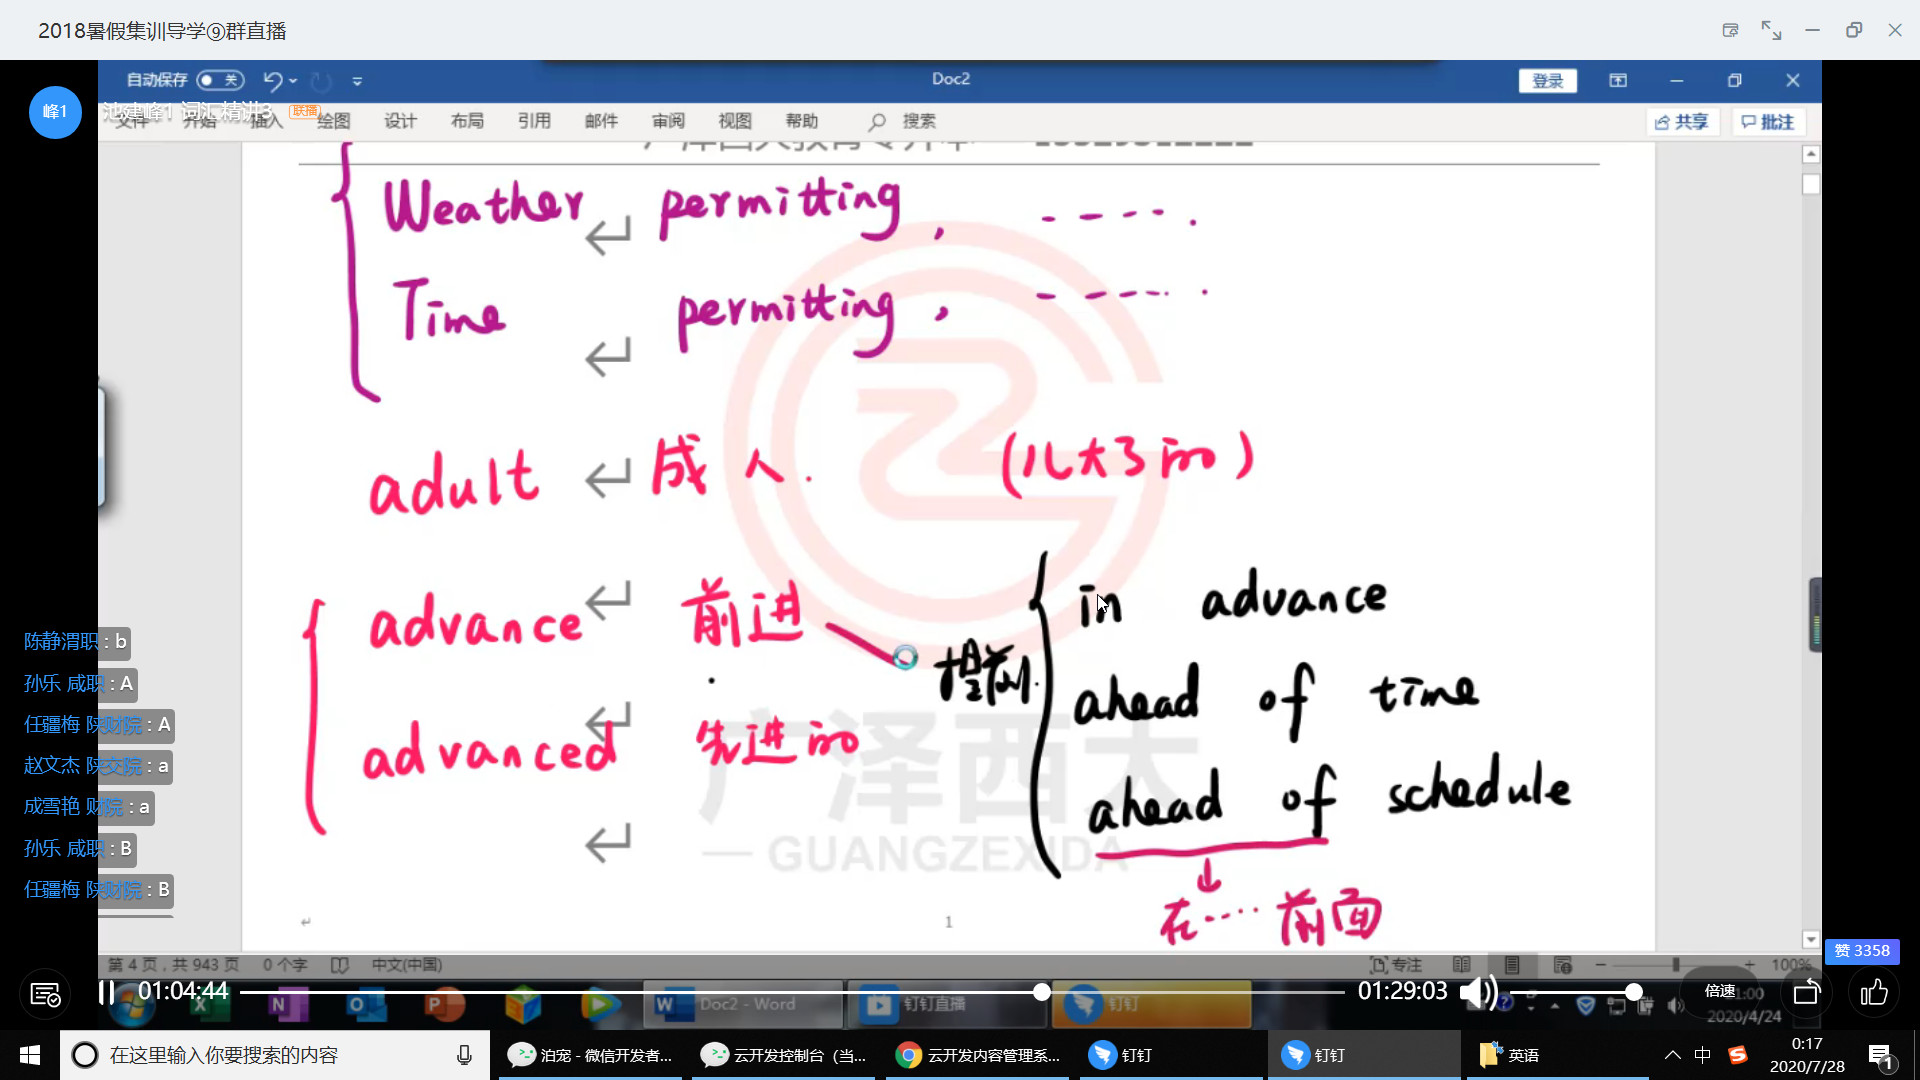 2018暑假集训导学⑨群直播
自动保存 关
Doc2
登录
峰1
池建峰1 词汇精讲3 联播
文件 开始 插入 绘图 设计 布局 引用 邮件 审阅 视图 帮助 搜索
共享 批注
Weather permitting, -----.
Time permitting, -----.
adult 成人. (儿大了的)
advance 前进
提前.
in advance
ahead of time
ahead of schedule
在... 前面
advanced 先进的
广泽西大
GUANGZEXIDA
1
陈静渭职 : b
孙乐 咸职 : A
任疆梅 陕财院 : A
赵文杰 陕交院 : a
成雪艳 财院 : a
孙乐 咸职 : B
任疆梅 陕财院 : B
赞 3358
第 4 页，共 943 页 0 个字 中文(中国) 专注 100%
01:04:44
01:29:03
倍速
Doc2 - Word
钉钉直播
钉钉
2020/4/24
在这里输入你要搜索的内容
泊宠 - 微信开发者...
云开发控制台（当...
云开发内容管理系...
钉钉
钉钉
英语
中
0:17
2020/7/28
1